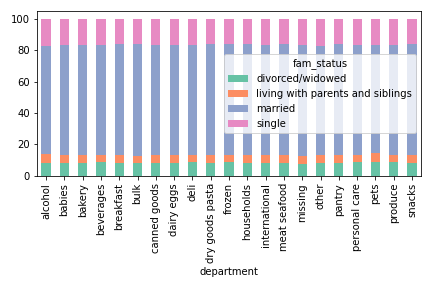 100
80
60
40
20
0
fam_status
divorced/widowed
living with parents and siblings
married
single
alcohol
babies
bakery
beverages
breakfast
bulk
canned goods
dairy eggs
deli
dry goods pasta
frozen
households
international
meat seafood
missing
other
pantry
personal care
pets
produce
snacks
department